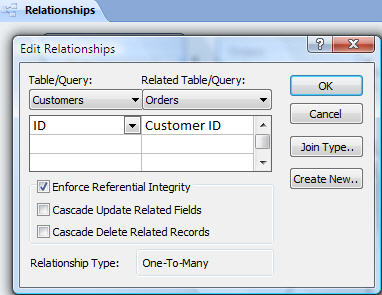 Relationships
Edit Relationships
Table/Query: Related Table/Query:
Customers Orders
ID Customer ID
OK
Cancel
Join Type..
Create New..
Enforce Referential Integrity
Cascade Update Related Fields
Cascade Delete Related Records
Relationship Type: One-To-Many